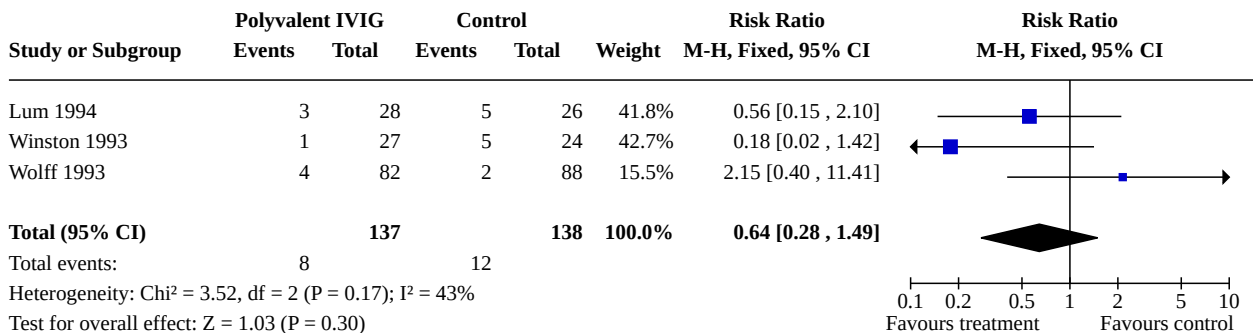 Polyvalent IVIG Control Risk Ratio Risk Ratio
Study or Subgroup Events Total Events Total Weight M-H, Fixed, 95% CI M-H, Fixed, 95% CI
Lum 1994 3 28 5 26 41.8% 0.56 [0.15 , 2.10]
Winston 1993 1 27 5 24 42.7% 0.18 [0.02 , 1.42]
Wolff 1993 4 82 2 88 15.5% 2.15 [0.40 , 11.41]
Total (95% CI) 137 138 100.0% 0.64 [0.28 , 1.49]
Total events: 8 12
Heterogeneity: Chi² = 3.52, df = 2 (P = 0.17); I² = 43% 0.1 0.2 0.5 1 2 5 10
Test for overall effect: Z = 1.03 (P = 0.30) Favours treatment Favours control